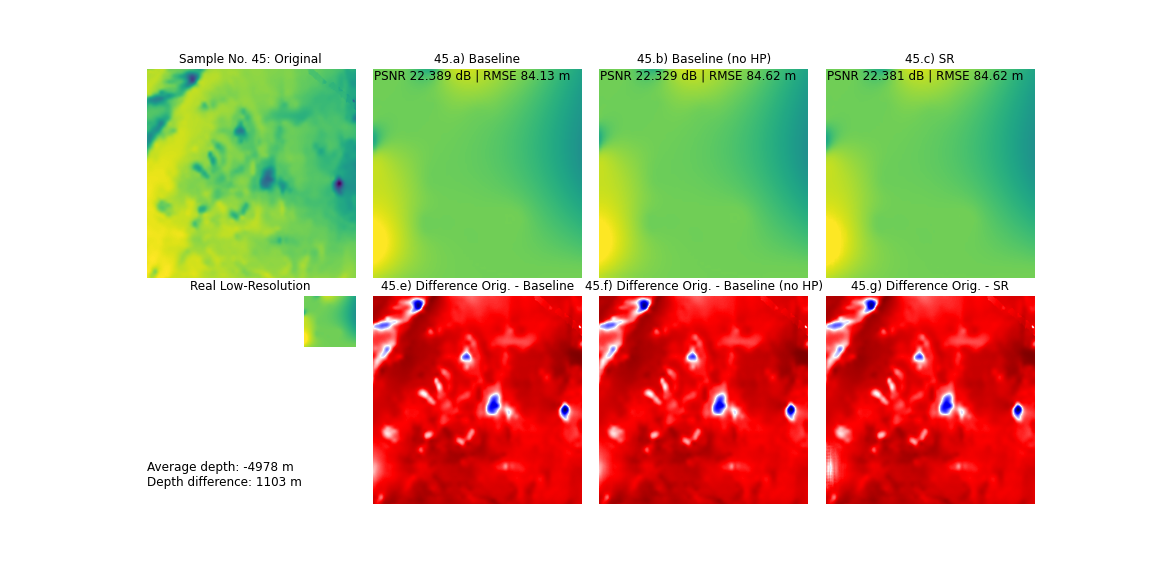 Sample No. 45: Original
45.a) Baseline
45.b) Baseline (no HP)
45.c) SR
PSNR 22.389 dB | RMSE 84.13 m
PSNR 22.329 dB | RMSE 84.62 m
PSNR 22.381 dB | RMSE 84.62 m
Real Low-Resolution
45.e) Difference Orig. - Baseline
45.f) Difference Orig. - Baseline (no HP)
45.g) Difference Orig. - SR
Average depth: -4978 m
Depth difference: 1103 m